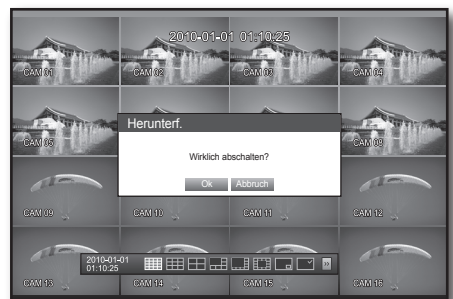 2010-01-01 01:10:25
CAM 01 CAM 02 CAM 03 CAM 04
CAM 05 CAM 08
Herunterf.
Wirklich abschalten?
Ok Abbruch
CAM 09 CAM 10 CAM 11 CAM 12
2010-01-01
01:10:25
CAM 13 CAM 14 CAM 15 CAM 16